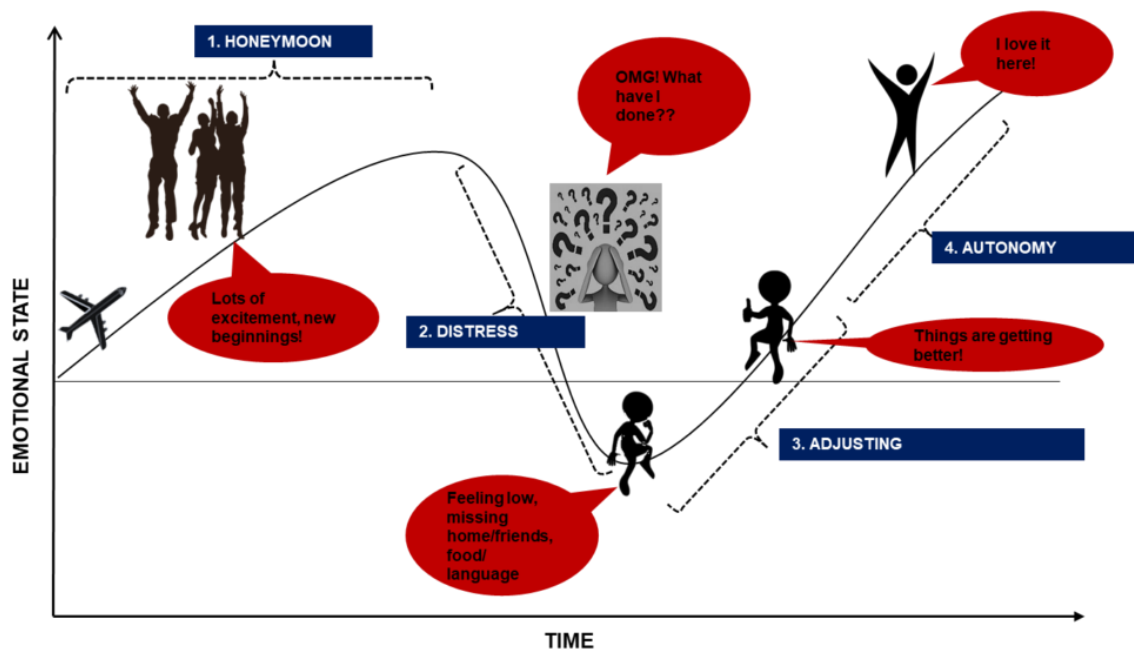 1. HONEYMOON
I love it
here!
OMG! What
have I
done??
Lots of
excitement, new
beginnings!
2. DISTRESS
4. AUTONOMY
Things are getting
better!
3. ADJUSTING
Feeling low,
missing
home/friends,
food/
language
EMOTIONAL STATE
TIME